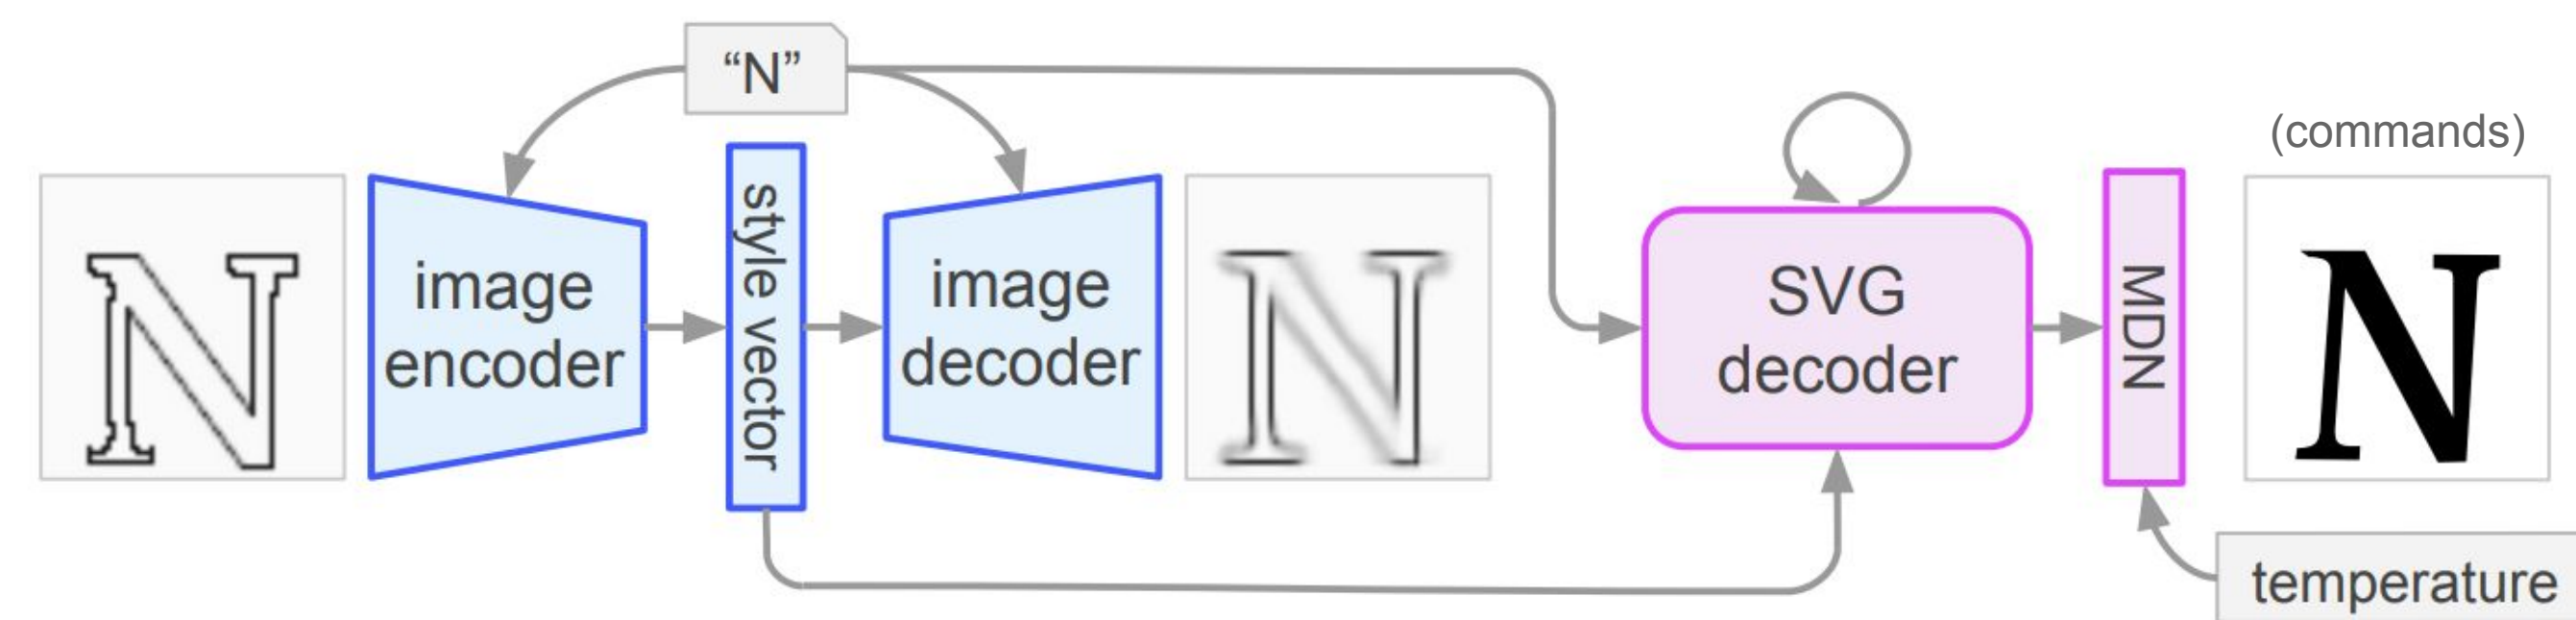 “N”
(commands)
image
encoder
style vector
image
decoder
SVG
decoder
MDN
temperature
N
N
N